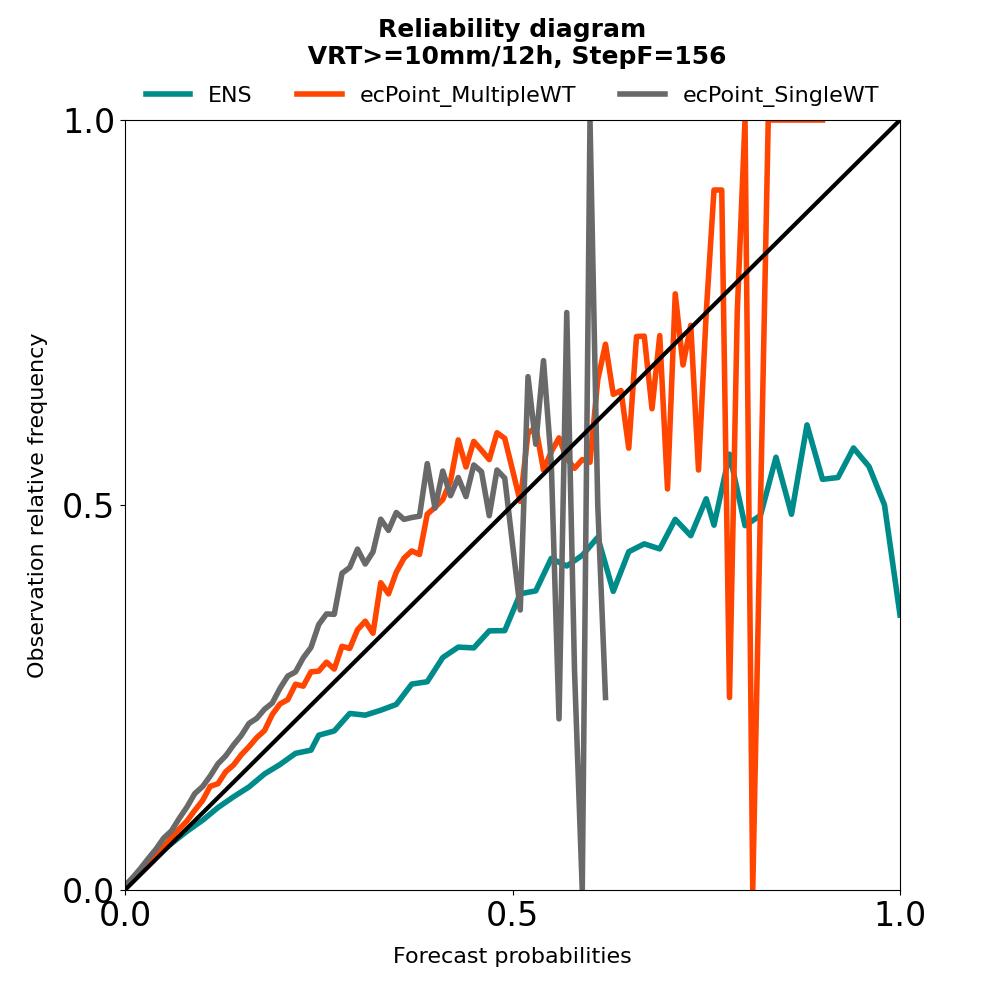 Reliability diagram
VRT>=10mm/12h, StepF=156
ENS ecPoint_MultipleWT ecPoint_SingleWT
1.0
Observation relative frequency
0.5
0.0
0.0 0.5 1.0
Forecast probabilities